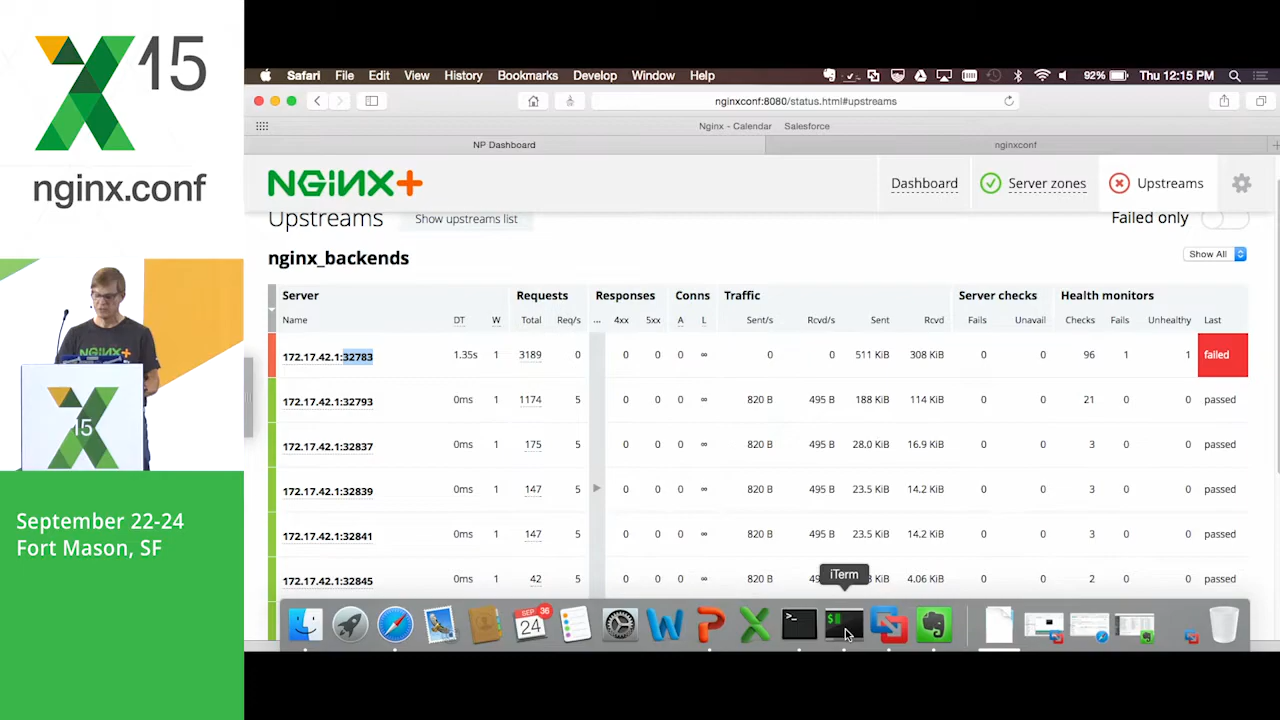 15
nginx.conf
NGINX+
15
September 22-24
Fort Mason, SF
Safari File Edit View History Bookmarks Develop Window Help 92% Thu 12:15 PM
nginxconf:8080/status.html#upstreams
Nginx - Calendar Salesforce
NP Dashboard nginxconf
NGINX+ Dashboard Server zones Upstreams
Upstreams Show upstreams list Failed only
nginx_backends Show All
Server Requests Responses Conns Traffic Server checks Health monitors
Name DT W Total Req/s ... 4xx 5xx A L Sent/s Rcvd/s Sent Rcvd Fails Unavail Checks Fails Unhealthy Last
172.17.42.1:32783 1.35s 1 3189 0 0 0 0 ∞ 0 0 511 KiB 308 KiB 0 0 96 1 1 failed
172.17.42.1:32793 0ms 1 1174 5 0 0 0 ∞ 820 B 495 B 188 KiB 114 KiB 0 0 21 0 0 passed
172.17.42.1:32837 0ms 1 175 5 0 0 0 ∞ 820 B 495 B 28.0 KiB 16.9 KiB 0 0 3 0 0 passed
172.17.42.1:32839 0ms 1 147 5 0 0 0 ∞ 820 B 495 B 23.5 KiB 14.2 KiB 0 0 3 0 0 passed
172.17.42.1:32841 0ms 1 147 5 0 0 0 ∞ 820 B 495 B 23.5 KiB 14.2 KiB 0 0 3 0 0 passed
172.17.42.1:32845 0ms 1 42 5 0 0 0 ∞ 4.06 KiB 0 0 2 0 0 passed
iTerm
SEP 36
24